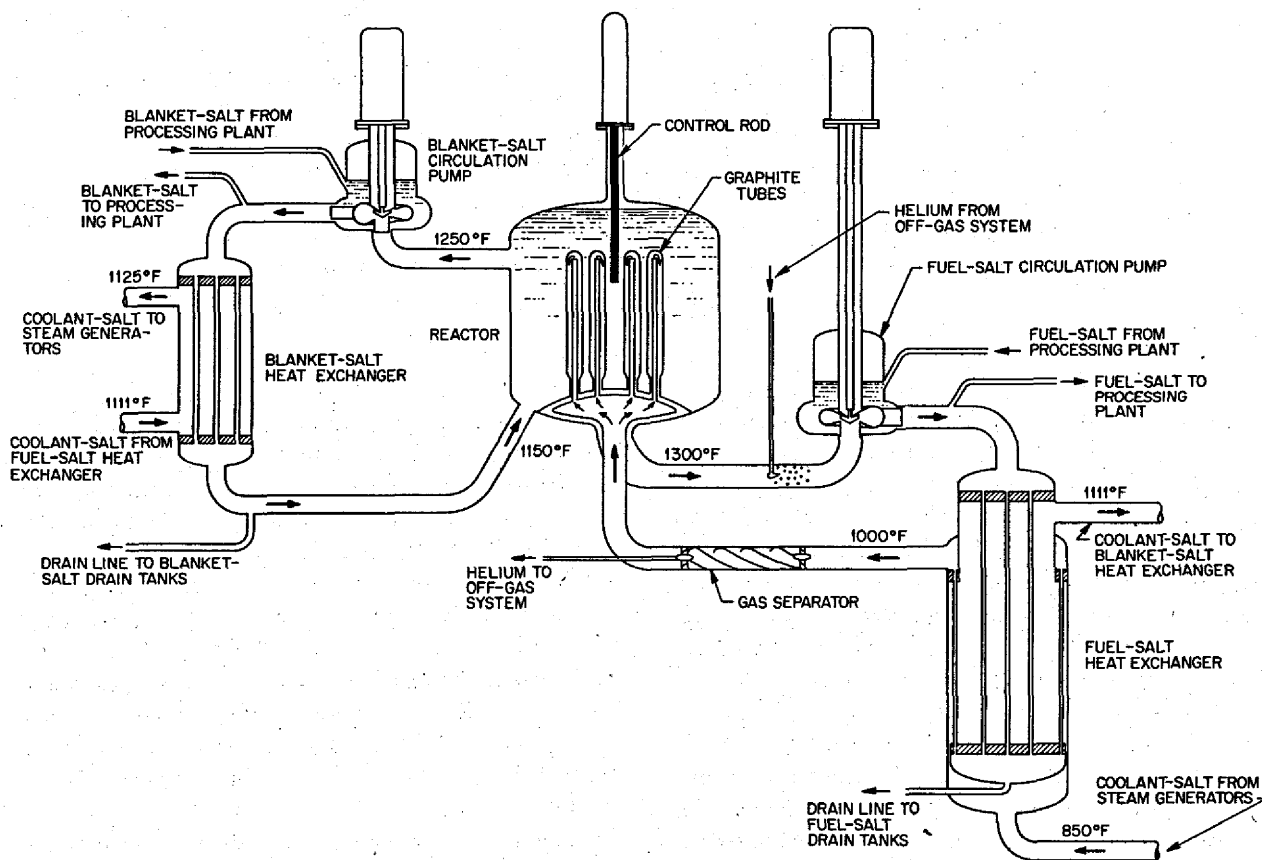 BLANKET-SALT FROM
PROCESSING PLANT
BLANKET-SALT
TO PROCESS-
ING PLANT
BLANKET-SALT
CIRCULATION
PUMP
CONTROL ROD
GRAPHITE
TUBES
HELIUM FROM
OFF-GAS SYSTEM
FUEL-SALT CIRCULATION PUMP
FUEL-SALT FROM
PROCESSING PLANT
FUEL-SALT TO
PROCESSING
PLANT
1250°F
1125°F
COOLANT-SALT TO
STEAM GENERA-
TORS
REACTOR
BLANKET-SALT
HEAT EXCHANGER
1111°F
COOLANT-SALT FROM
FUEL-SALT HEAT
EXCHANGER
1150°F
1300°F
DRAIN LINE TO BLANKET-
SALT DRAIN TANKS
HELIUM TO
OFF-GAS
SYSTEM
GAS SEPARATOR
1000°F
1111°F
COOLANT-SALT TO
BLANKET-SALT
HEAT EXCHANGER
FUEL-SALT
HEAT EXCHANGER
DRAIN LINE TO
FUEL-SALT
DRAIN TANKS
COOLANT-SALT FROM
STEAM GENERATORS
850°F